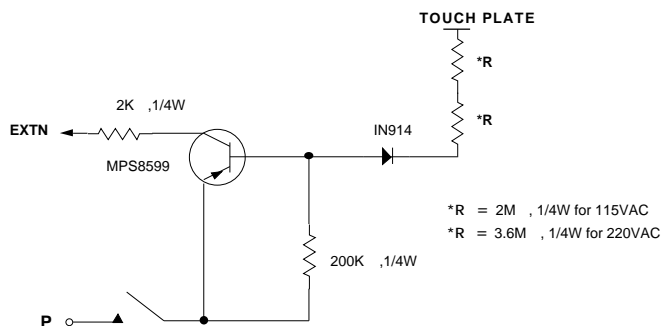 TOUCH PLATE
*R
2K ,1/4W
*R
IN914
EXTN
MPS8599
*R = 2M , 1/4W for 115VAC
*R = 3.6M , 1/4W for 220VAC
200K ,1/4W
P